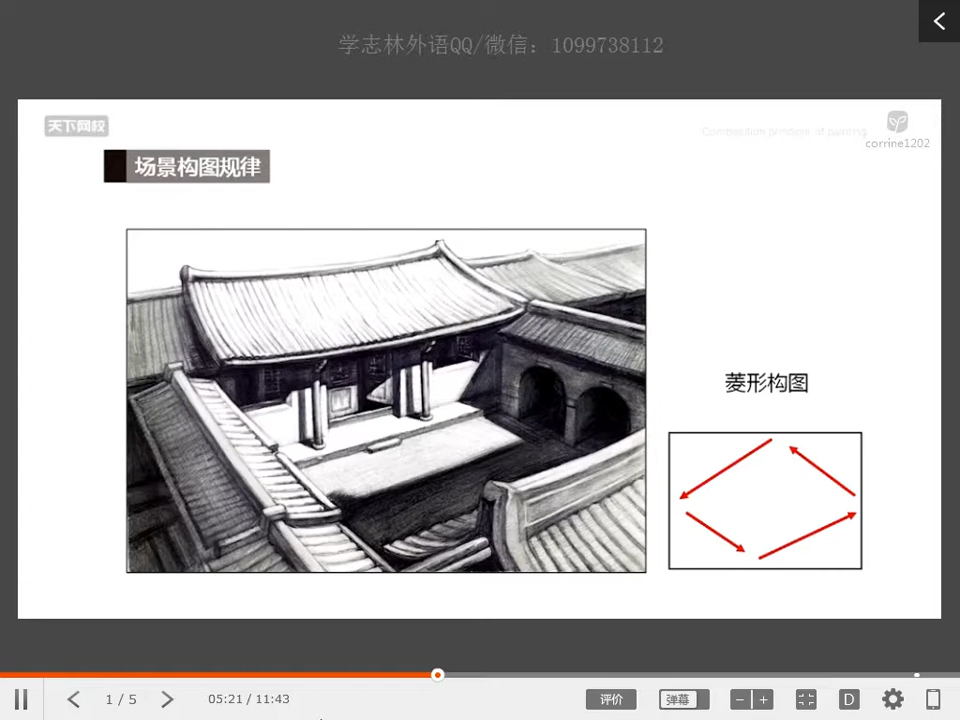 学志林外语QQ/微信：1099738112
天下网校
Composition principle of painting
corrine1202
场景构图规律
菱形构图
1 / 5
05:21 / 11:43
评价
弹幕
D